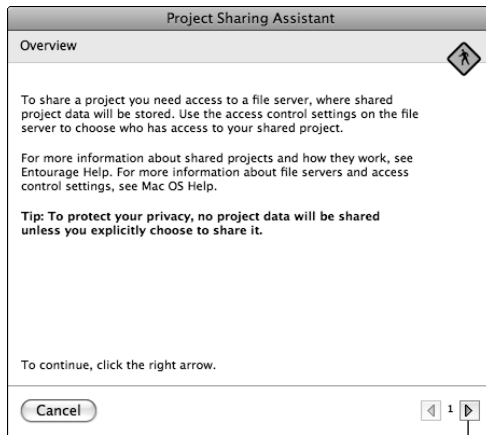 Project Sharing Assistant
Overview
To share a project you need access to a file server, where shared
project data will be stored. Use the access control settings on the file
server to choose who has access to your shared project.
For more information about shared projects and how they work, see
Entourage Help. For more information about file servers and access
control settings, see Mac OS Help.
Tip: To protect your privacy, no project data will be shared
unless you explicitly choose to share it.
To continue, click the right arrow.
Cancel
1